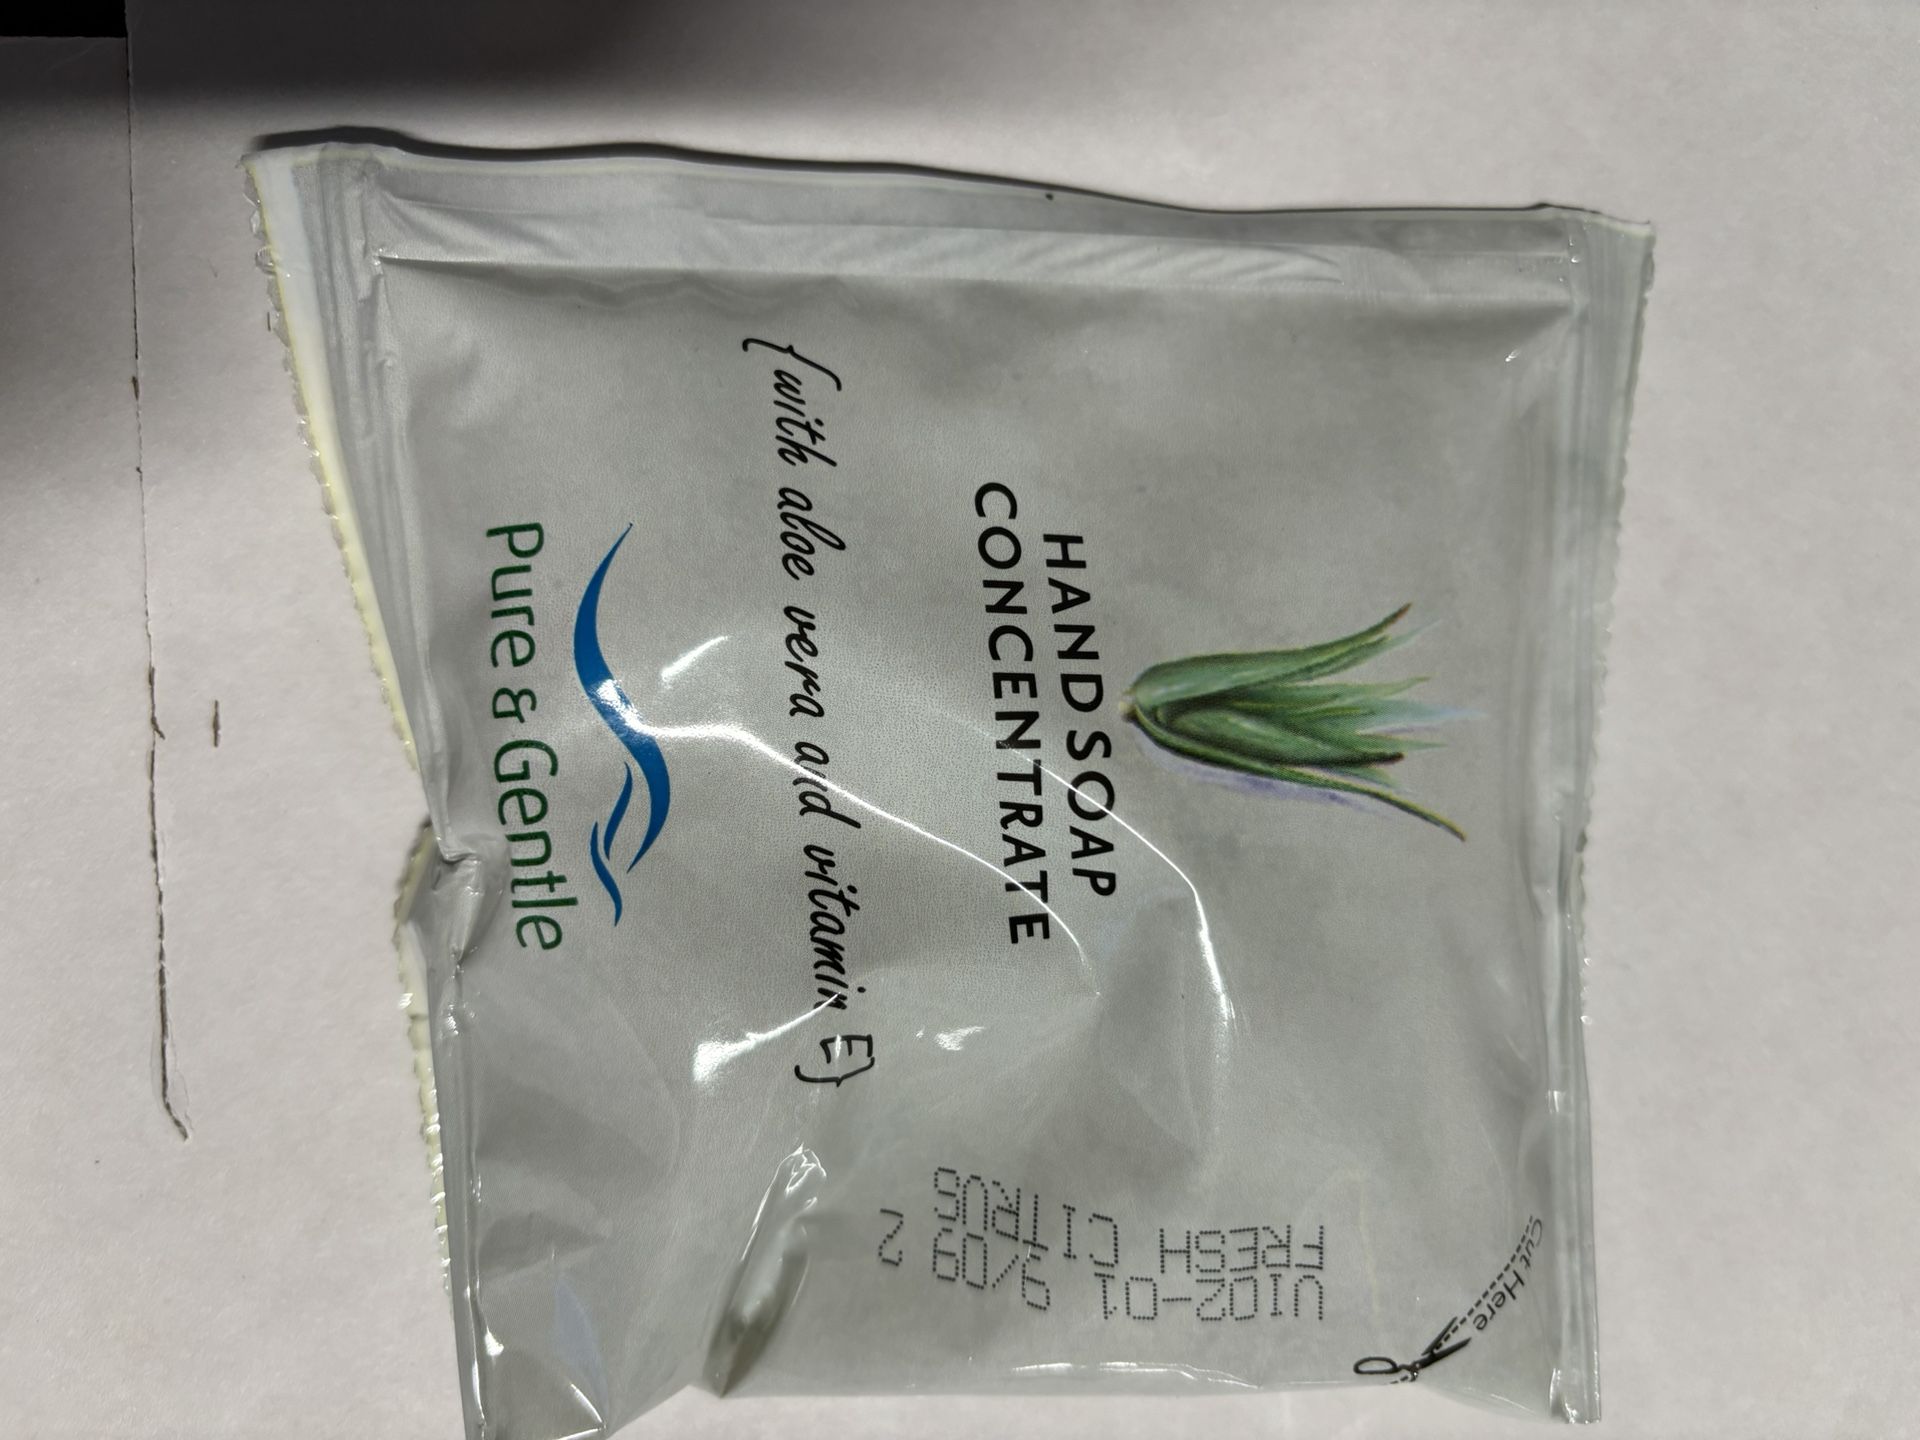 HAND SOAP
CONCENTRATE
{with aloe vera and vitamin E}
Pure & Gentle
Cut Here
VI02-01 9/09 2
FRESH CITRUS